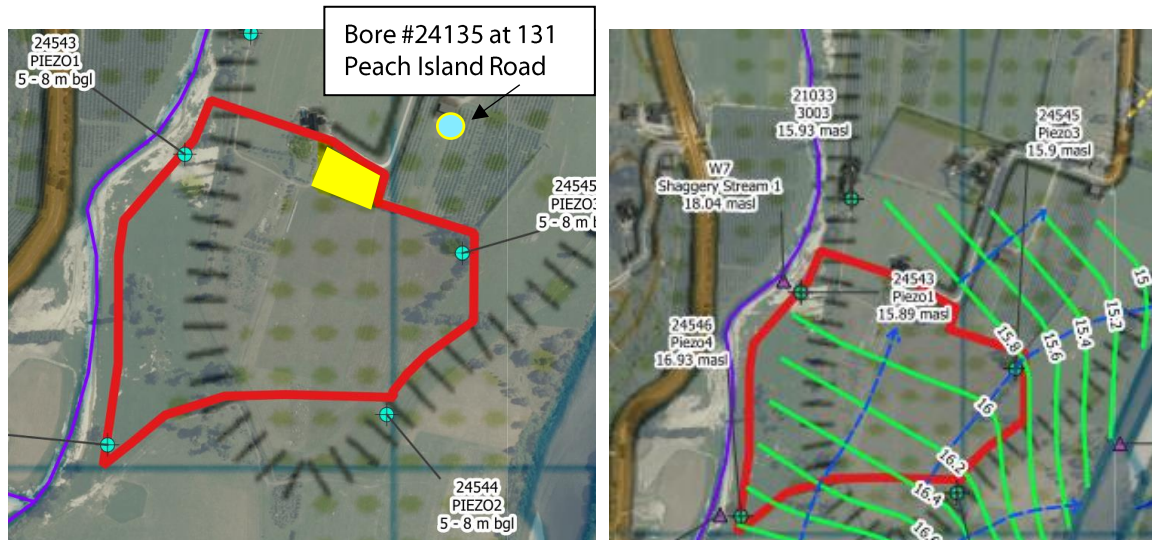 Bore #24135 at 131
Peach Island Road
24543
PIEZO1
5 - 8 m bgl
24545
PIEZO3
5 - 8 m b
24544
PIEZO2
5 - 8 m bgl
21033
3003
15.93 masl
24545
Piezo3
15.9 masl
W7
Shaggery Stream 1
18.04 masl
24543
Piezo1
15.89 masl
24546
Piezo4
16.93 masl
15
15.2
15.4
15.6
15.8
16
16.2
16.4